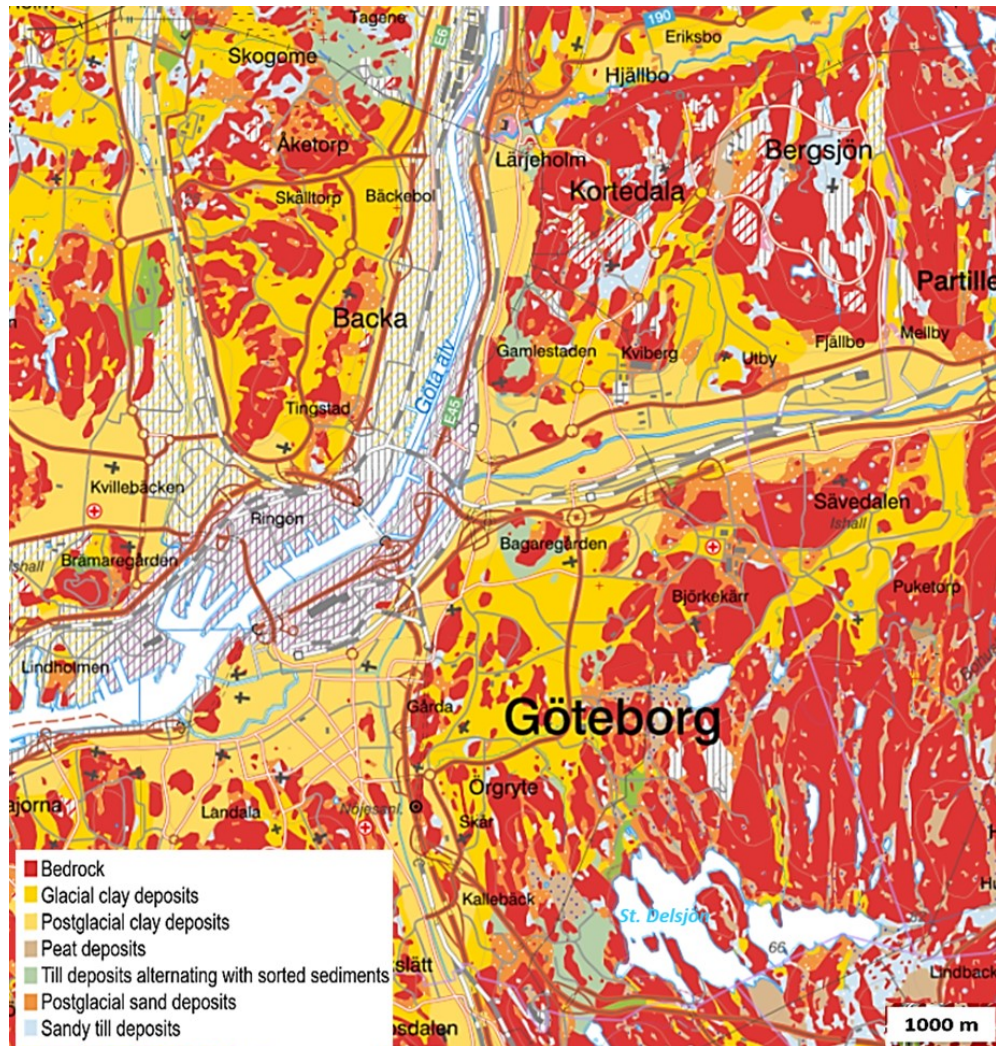 Tagene
190
Eriksbo
Skogome
E6
Hjällbo
Åketorp
Lärjeholm
Bergsjön
Skälltorp
Bäckebol
Kortedala
Partille
Backa
Göta älv
Gamlestaden
Kviberg
Utby
Fjällbo
Mellby
Tingstad
E45
Kvillebäcken
Ringön
Sävedalen
Ishall
Bagaregården
Brämaregården
Björkekärr
Puketorp
Lindholmen
Gårda
Göteborg
Örgryte
Landala
Nöjesanl.
Skår
Kallebäck
St. Delsjön
66
Lindback
Bedrock
Glacial clay deposits
Postglacial clay deposits
Peat deposits
Till deposits alternating with sorted sediments
Postglacial sand deposits
Sandy till deposits
1000 m